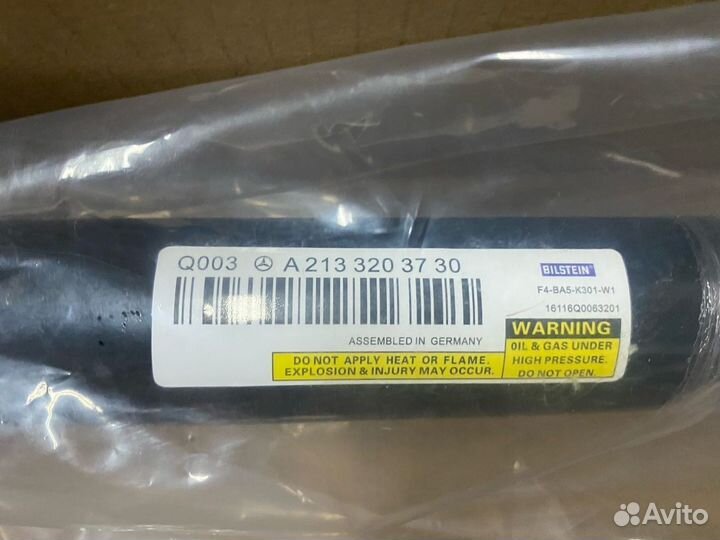 Q003 A 213 320 37 30
BILSTEIN
F4-BA5-K301-W1
16116Q0063201
ASSEMBLED IN GERMANY
WARNING
OIL & GAS UNDER
HIGH PRESSURE.
DO NOT OPEN.
DO NOT APPLY HEAT OR FLAME.
EXPLOSION & INJURY MAY OCCUR.
Avito